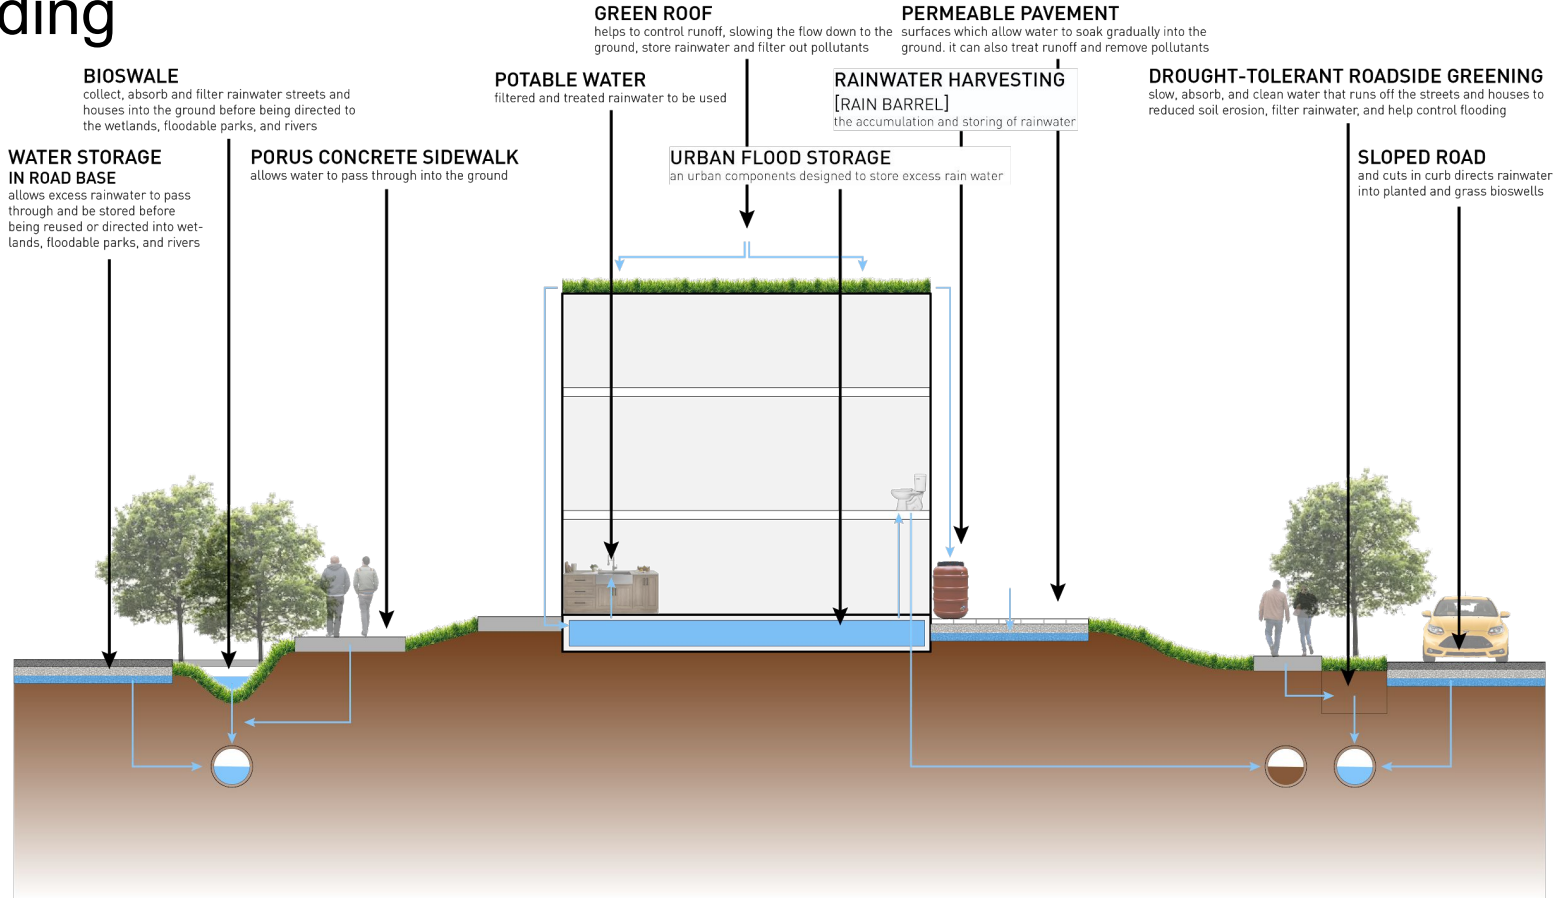 ding
GREEN ROOF
helps to control runoff, slowing the flow down to the
ground, store rainwater and filter out pollutants
PERMEABLE PAVEMENT
surfaces which allow water to soak gradually into the
ground. it can also treat runoff and remove pollutants
BIOSWALE
collect, absorb and filter rainwater streets and
houses into the ground before being directed to
the wetlands, floodable parks, and rivers
POTABLE WATER
filtered and treated rainwater to be used
RAINWATER HARVESTING
[RAIN BARREL]
the accumulation and storing of rainwater
DROUGHT-TOLERANT ROADSIDE GREENING
slow, absorb, and clean water that runs off the streets and houses to
reduced soil erosion, filter rainwater, and help control flooding
WATER STORAGE
IN ROAD BASE
allows excess rainwater to pass
through and be stored before
being reused or directed into wet-
lands, floodable parks, and rivers
PORUS CONCRETE SIDEWALK
allows water to pass through into the ground
URBAN FLOOD STORAGE
an urban components designed to store excess rain water
SLOPED ROAD
and cuts in curb directs rainwater
into planted and grass bioswells